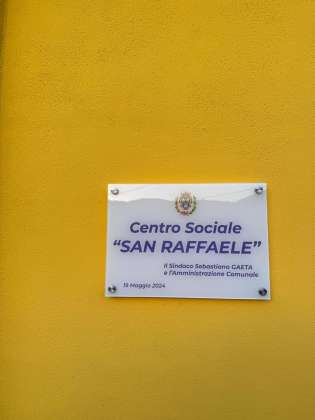 Centro Sociale
“SAN RAFFAELE”
Il Sindaco Sebastiano GAETA
e l'Amministrazione Comunale
19 Maggio 2024